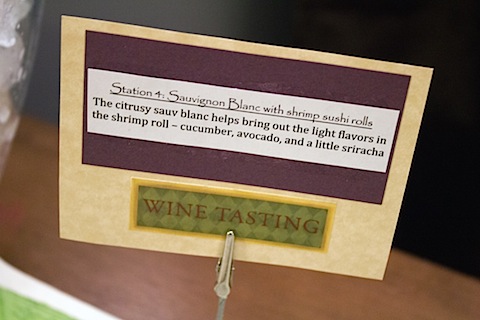 Station 4: Sauvignon Blanc with shrimp sushi rolls
The citrusy sauv blanc helps bring out the light flavors in
the shrimp roll – cucumber, avocado, and a little sriracha
WINE TASTING